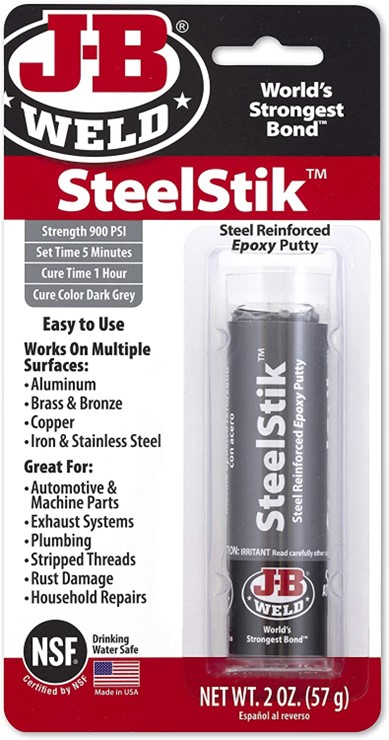 J-B
WELD®
World's
Strongest
Bond™
SteelStik™
Strength 900 PSI
Set Time 5 Minutes
Cure Time 1 Hour
Cure Color Dark Grey
Steel Reinforced
Epoxy Putty
Easy to Use
Works On Multiple
Surfaces:
•Aluminum
•Brass & Bronze
•Copper
•Iron & Stainless Steel
Great For:
•Automotive &
Machine Parts
•Exhaust Systems
•Plumbing
•Stripped Threads
•Rust Damage
•Household Repairs
NSF®
Certified by NSF
Drinking
Water Safe
Made in USA
con acero
SteelStik™
Steel Reinforced Epoxy Putty
IRRITANT Read carefully other
J-B
WELD
World's
Strongest Bond™
NET WT. 2 OZ. (57 g)
Español al reverso